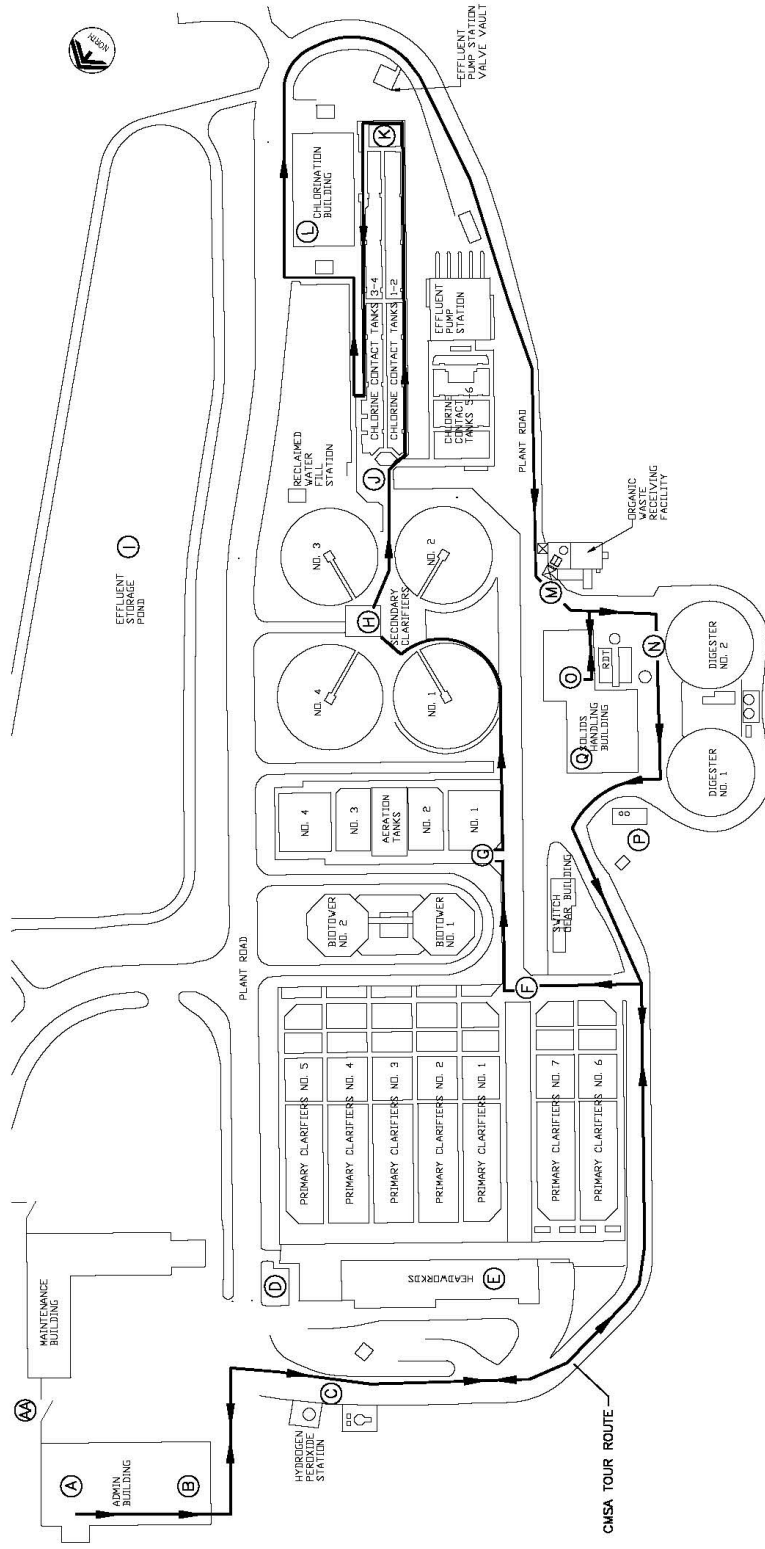 NORTH
EFFLUENT
PUMP STATION
VALVE VAULT
CHLORINATION
BUILDING
L
K
CHLORINE CONTACT TANKS 3-4
CHLORINE CONTACT TANKS 1-2
EFFLUENT
PUMP
STATION
CHLORINE
CONTACT
TANKS 5-6
PLANT ROAD
RECLAIMED
WATER
FILL
STATION
J
EFFLUENT
STORAGE
POND
I
NO. 3
NO. 2
H
SECONDARY
CLARIFIERS
NO. 4
NO. 1
ORGANIC
WASTE
RECEIVING
FACILITY
M
N
O
RDT
Q
SOLIDS
HANDLING
BUILDING
DIGESTER
NO. 2
DIGESTER
NO. 1
P
NO. 4
NO. 3
AERATION
TANKS
NO. 2
NO. 1
G
BIOTOWER
NO. 2
BIOTOWER
NO. 1
SWITCH
GEAR BUILDING
F
PLANT ROAD
PRIMARY CLARIFIERS NO. 5
PRIMARY CLARIFIERS NO. 4
PRIMARY CLARIFIERS NO. 3
PRIMARY CLARIFIERS NO. 2
PRIMARY CLARIFIERS NO. 1
PRIMARY CLARIFIERS NO. 7
PRIMARY CLARIFIERS NO. 6
D
HEADWORKDS
E
MAINTENANCE
BUILDING
AA
A
ADMIN
BUILDING
B
C
HYDROGEN
PEROXIDE
STATION
CMSA TOUR ROUTE